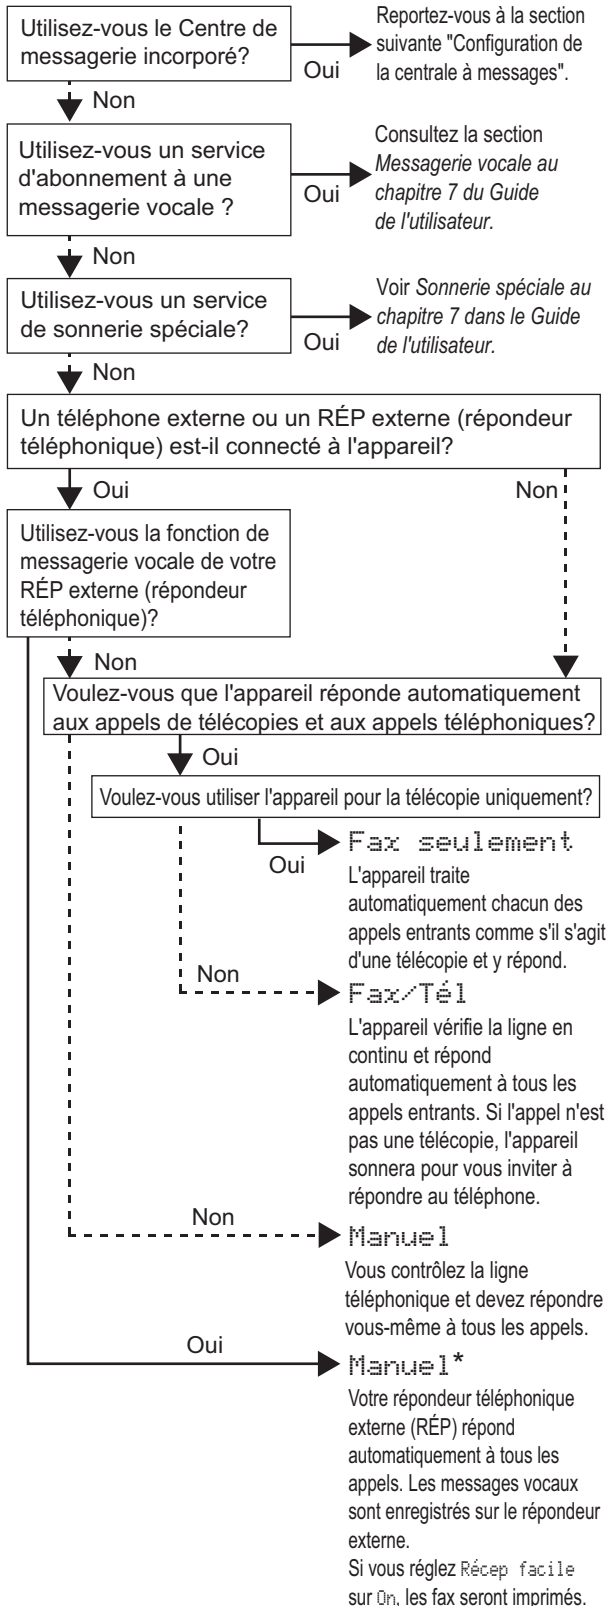 Utilisez-vous le Centre de
messagerie incorporé?
Oui
Reportez-vous à la section
suivante "Configuration de
la centrale à messages".
Non
Utilisez-vous un service
d'abonnement à une
messagerie vocale ?
Oui
Consultez la section
Messagerie vocale au
chapitre 7 du Guide
de l'utilisateur.
Non
Utilisez-vous un service
de sonnerie spéciale?
Oui
Voir Sonnerie spéciale au
chapitre 7 dans le Guide
de l'utilisateur.
Non
Un téléphone externe ou un RÉP externe (répondeur
téléphonique) est-il connecté à l'appareil?
Oui
Non
Utilisez-vous la fonction de
messagerie vocale de votre
RÉP externe (répondeur
téléphonique)?
Non
Voulez-vous que l'appareil réponde automatiquement
aux appels de télécopies et aux appels téléphoniques?
Oui
Voulez-vous utiliser l'appareil pour la télécopie uniquement?
Oui
Fax seulement
L'appareil traite
automatiquement chacun des
appels entrants comme s'il s'agit
d'une télécopie et y répond.
Non
Fax/Tél
L'appareil vérifie la ligne en
continu et répond
automatiquement à tous les
appels entrants. Si l'appel n'est
pas une télécopie, l'appareil
sonnera pour vous inviter à
répondre au téléphone.
Non
Manuel
Vous contrôlez la ligne
téléphonique et devez répondre
vous-même à tous les appels.
Oui
Manuel*
Votre répondeur téléphonique
externe (RÉP) répond
automatiquement à tous les
appels. Les messages vocaux
sont enregistrés sur le répondeur
externe.
Si vous réglez Récep facile
sur On, les fax seront imprimés.